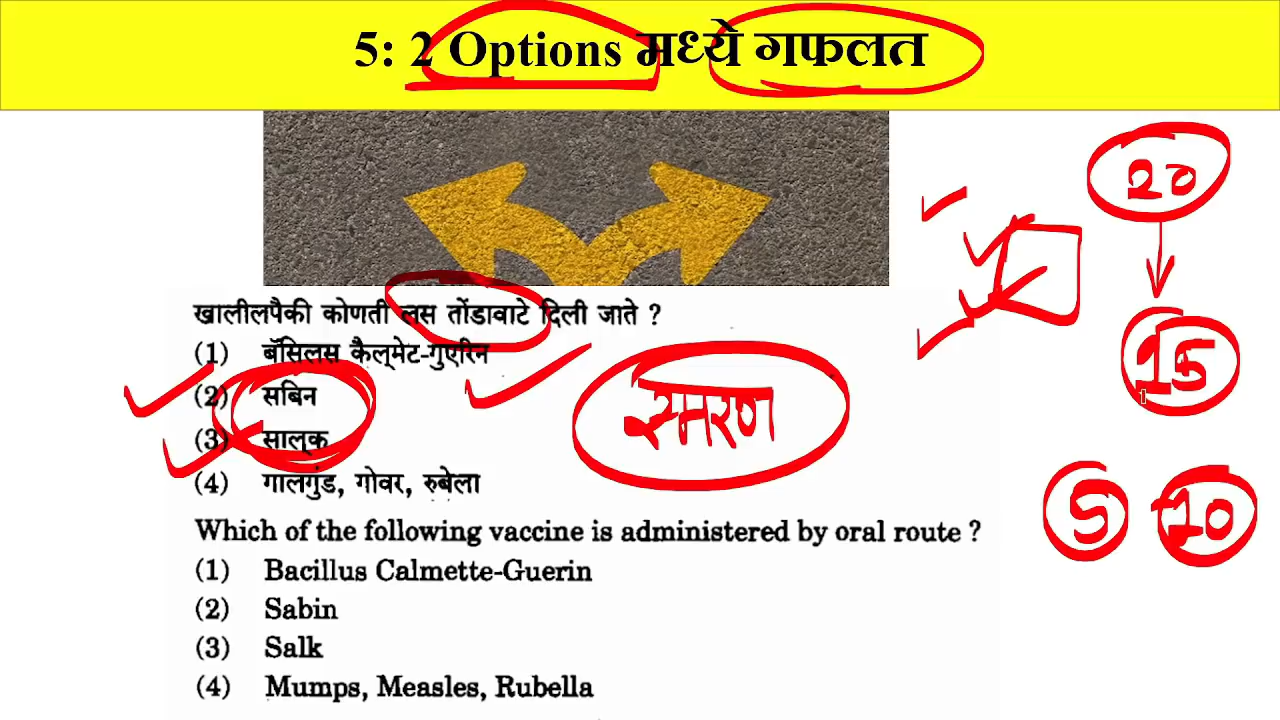 5: 2 Options मध्ये गफलत
20
15
5 - 10
स्मरण
खालीलपैकी कोणती लस तोंडावाटे दिली जाते ?
(1) बॅसिलस कैल्मेट-गुएरिन
(2) सबिन
(3) साल्क
(4) गालगुंड, गोवर, रुबेला
Which of the following vaccine is administered by oral route ?
(1) Bacillus Calmette-Guerin
(2) Sabin
(3) Salk
(4) Mumps, Measles, Rubella